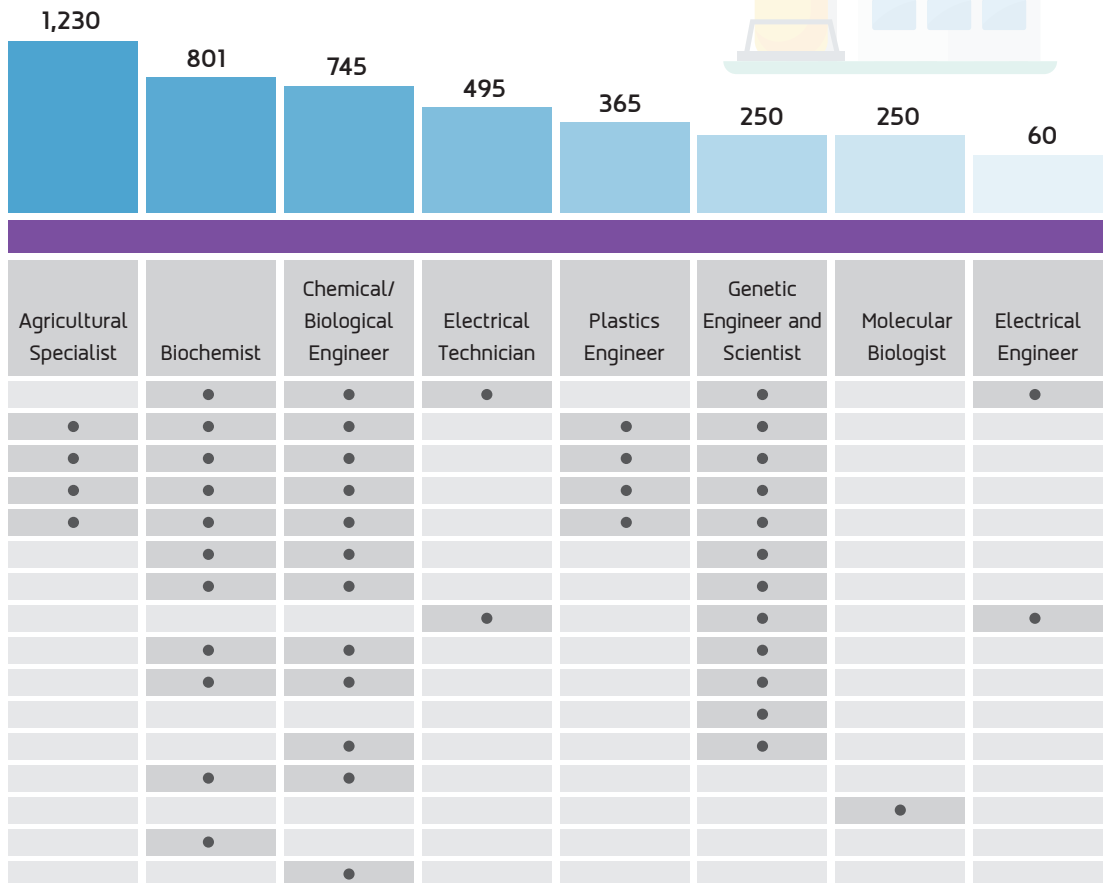 1,230
801
745
495
365
250
250
60
Agricultural
Specialist
Biochemist
Chemical/
Biological
Engineer
Electrical
Technician
Plastics
Engineer
Genetic
Engineer and
Scientist
Molecular
Biologist
Electrical
Engineer